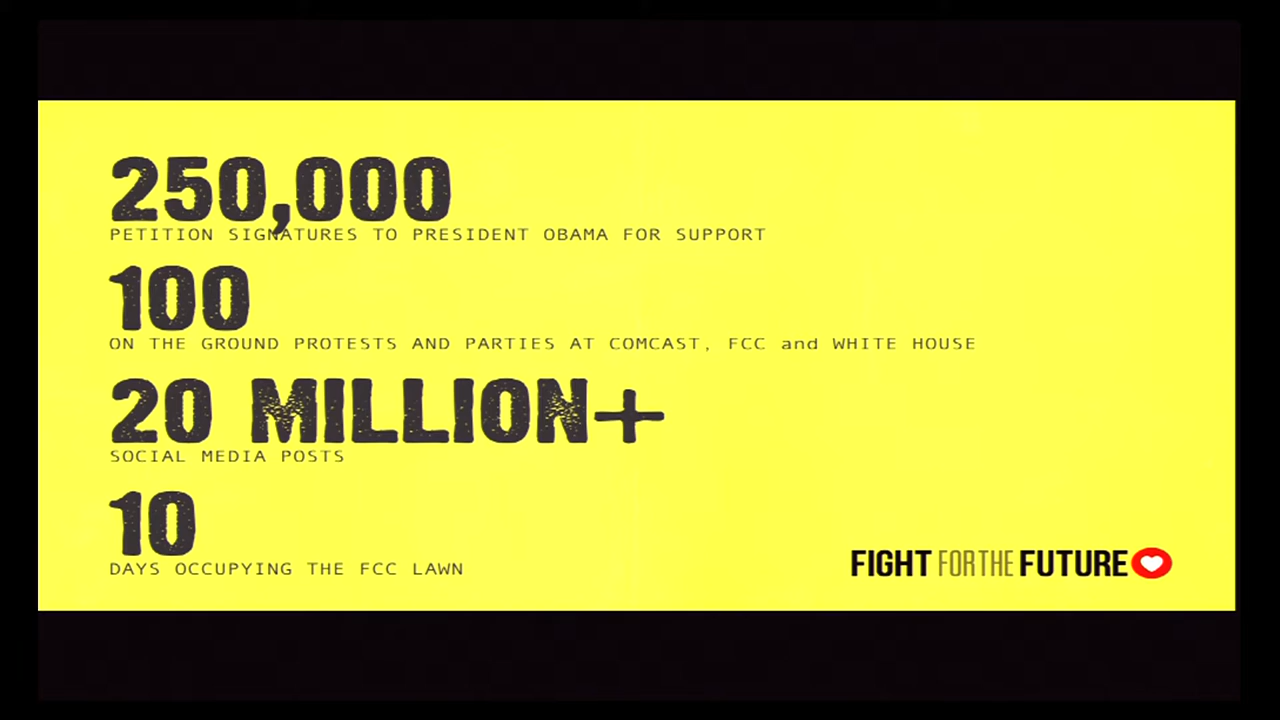 250,000
PETITION SIGNATURES TO PRESIDENT OBAMA FOR SUPPORT
100
ON THE GROUND PROTESTS AND PARTIES AT COMCAST, FCC and WHITE HOUSE
20 MILLION+
SOCIAL MEDIA POSTS
10
DAYS OCCUPYING THE FCC LAWN
FIGHT FOR THE FUTURE